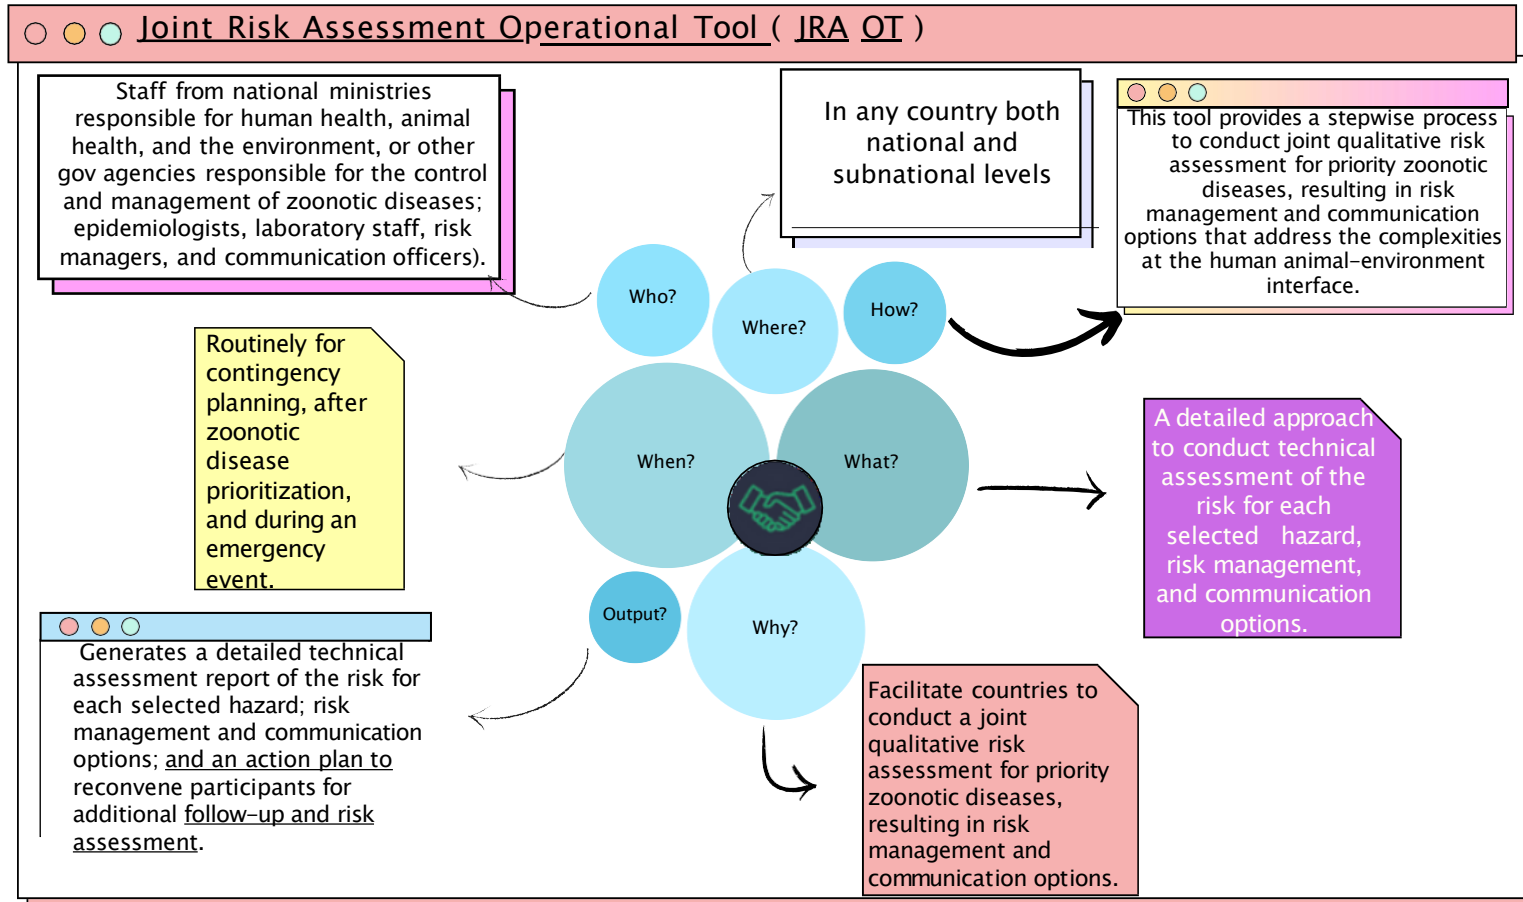 Joint Risk Assessment Operational Tool ( JRA OT )
Staff from national ministries
responsible for human health, animal
health, and the environment, or other
gov agencies responsible for the control
and management of zoonotic diseases;
epidemiologists, laboratory staff, risk
managers, and communication officers).
In any country both
national and
subnational levels
This tool provides a stepwise process
to conduct joint qualitative risk
assessment for priority zoonotic
diseases, resulting in risk
management and communication
options that address the complexities
at the human animal–environment
interface.
Who?
Where?
How?
Routinely for
contingency
planning, after
zoonotic
disease
prioritization,
and during an
emergency
event.
When?
What?
A detailed approach
to conduct technical
assessment of the
risk for each
selected hazard,
risk management,
and communication
options.
Output?
Why?
Generates a detailed technical
assessment report of the risk for
each selected hazard; risk
management and communication
options; and an action plan to
reconvene participants for
additional follow–up and risk
assessment.
Facilitate countries to
conduct a joint
qualitative risk
assessment for priority
zoonotic diseases,
resulting in risk
management and
communication options.